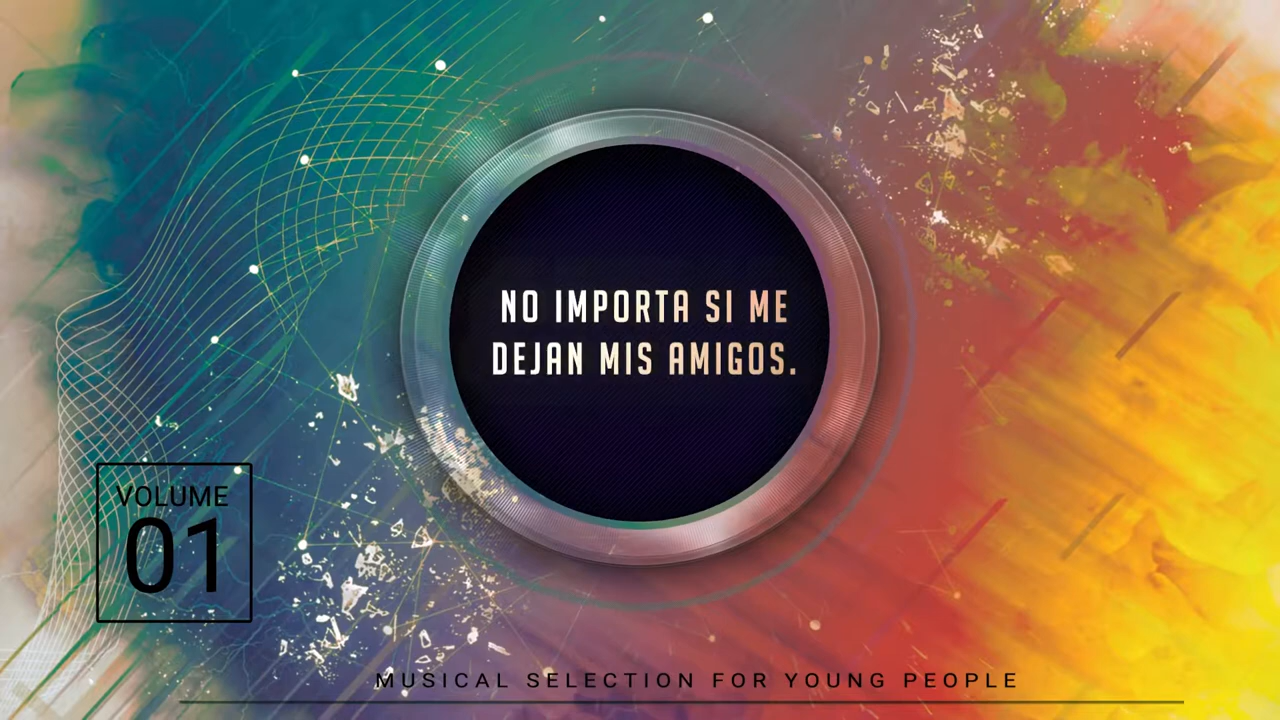 NO IMPORTA SI ME
DEJAN MIS AMIGOS.
VOLUME
01
MUSICAL SELECTION FOR YOUNG PEOPLE